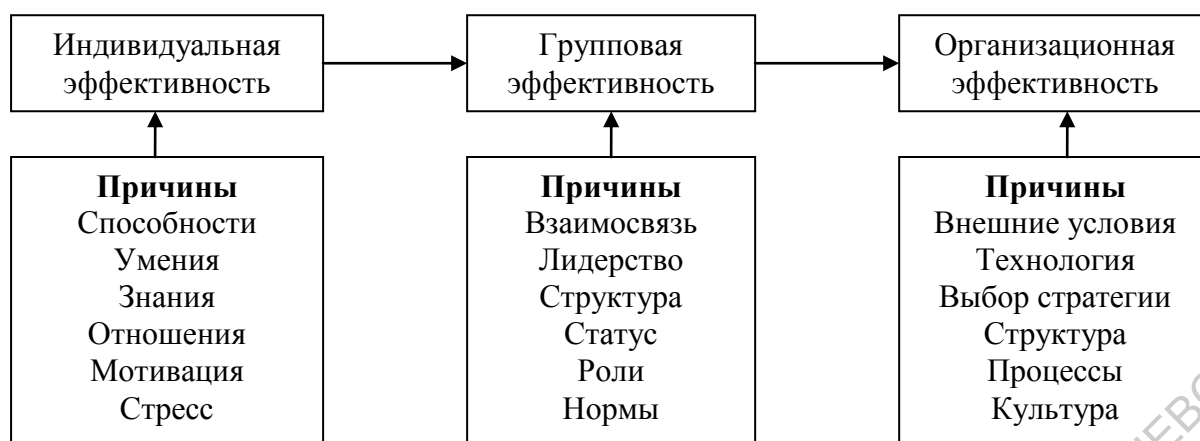 Индивидуальная
эффективность
Групповая
эффективность
Организационная
эффективность
Причины
Способности
Умения
Знания
Отношения
Мотивация
Стресс
Причины
Взаимосвязь
Лидерство
Структура
Статус
Роли
Нормы
Причины
Внешние условия
Технология
Выбор стратегии
Структура
Процессы
Культура